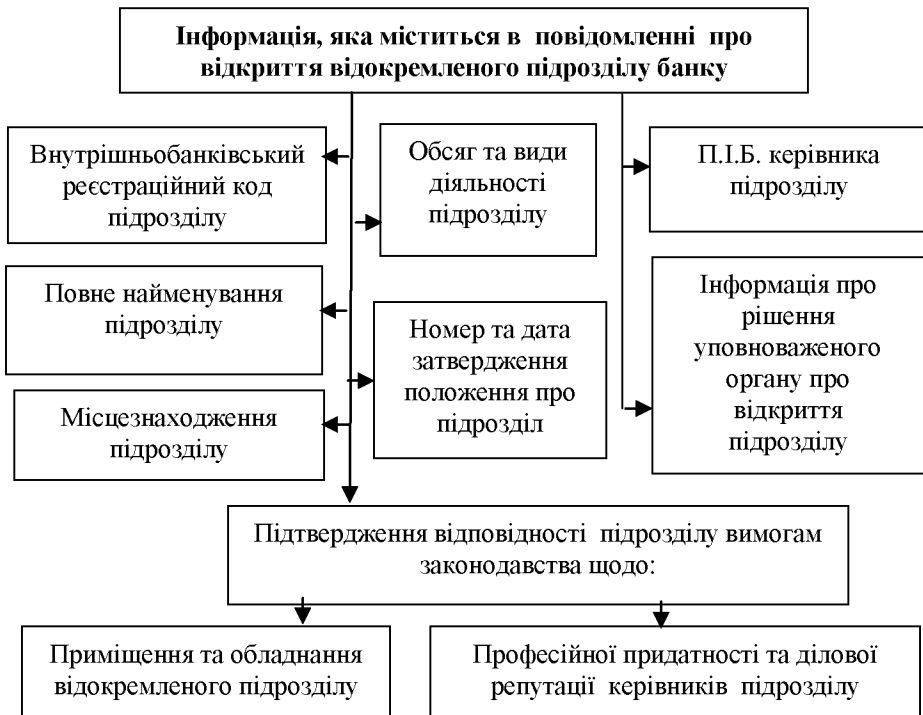 Інформація, яка міститься в повідомленні про
відкриття відокремленого підрозділу банку
Внутрішньобанківський
реєстраційний код
підрозділу
Обсяг та види
діяльності
підрозділу
П.І.Б. керівника
підрозділу
Повне найменування
підрозділу
Номер та дата
затвердження
положення про
підрозділ
Інформація про
рішення
уповноваженого
органу про
відкриття
підрозділу
Місцезнаходження
підрозділу
Підтвердження відповідності підрозділу вимогам
законодавства щодо:
Приміщення та обладнання
відокремленого підрозділу
Професійної придатності та ділової
репутації керівників підрозділу